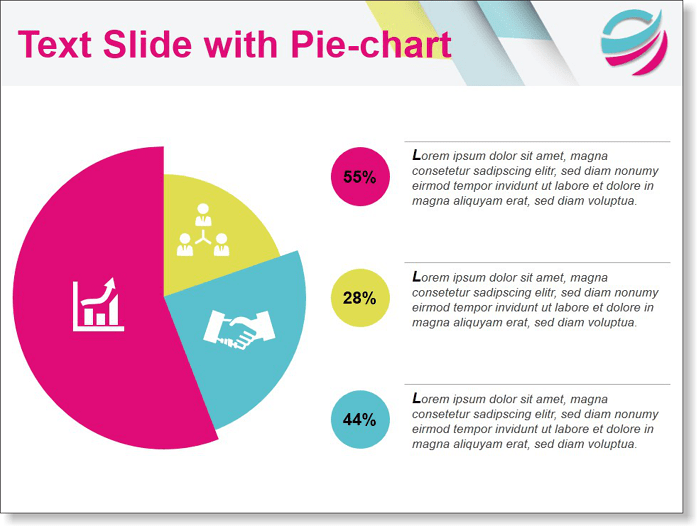 Text Slide with Pie-chart
55%
Lorem ipsum dolor sit amet, magna
consetetur sadipscing elitr, sed diam nonumy
eirmod tempor invidunt ut labore et dolore in
magna aliquyam erat, sed diam voluptua.
28%
Lorem ipsum dolor sit amet, magna
consetetur sadipscing elitr, sed diam nonumy
eirmod tempor invidunt ut labore et dolore in
magna aliquyam erat, sed diam voluptua.
44%
Lorem ipsum dolor sit amet, magna
consetetur sadipscing elitr, sed diam nonumy
eirmod tempor invidunt ut labore et dolore in
magna aliquyam erat, sed diam voluptua.